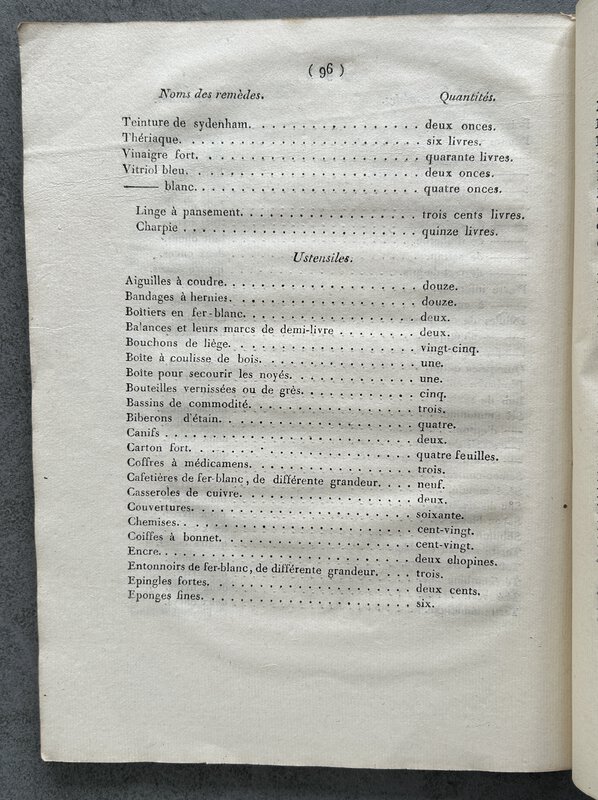 ( 96 )
Noms des remèdes. Quantités.
Teinture de sydenham. . . . . . . . . . . . . . . . deux onces.
Thériaque. . . . . . . . . . . . . . . . . . . . . . six livres.
Vinaigre fort. . . . . . . . . . . . . . . . . . . . quarante livres.
Vitriol bleu. . . . . . . . . . . . . . . . . . . . . deux onces.
——— blanc. . . . . . . . . . . . . . . . . . . . quatre onces.
Linge à pansement. . . . . . . . . . . . . . . . . trois cents livres.
Charpie . . . . . . . . . . . . . . . . . . . . . . . quinze livres.
Ustensiles.
Aiguilles à coudre. . . . . . . . . . . . . . . . . . douze.
Bandages à hernies. . . . . . . . . . . . . . . . . douze.
Boîtiers en fer-blanc. . . . . . . . . . . . . . . . deux.
Balances et leurs marcs de demi-livre . . . . . . . deux.
Bouchons de liège. . . . . . . . . . . . . . . . . . vingt-cinq.
Boite à coulisse de bois. . . . . . . . . . . . . . . une.
Boite pour secourir les noyés. . . . . . . . . . . . une.
Bouteilles vernissées ou de grès. . . . . . . . . . . cinq.
Bassins de commodité. . . . . . . . . . . . . . . . trois.
Biberons d'étain. . . . . . . . . . . . . . . . . . . quatre.
Canifs . . . . . . . . . . . . . . . . . . . . . . . . deux.
Carton fort. . . . . . . . . . . . . . . . . . . . . . quatre feuilles.
Coffres à médicamens. . . . . . . . . . . . . . . . trois.
Cafetières de fer-blanc, de différente grandeur. . . . neuf.
Casseroles de cuivre. . . . . . . . . . . . . . . . . deux.
Couvertures. . . . . . . . . . . . . . . . . . . . . . soixante.
Chemises. . . . . . . . . . . . . . . . . . . . . . . cent-vingt.
Coiffes à bonnet. . . . . . . . . . . . . . . . . . . cent-vingt.
Encre. . . . . . . . . . . . . . . . . . . . . . . . . deux chopines.
Entonnoirs de fer-blanc, de différente grandeur. . . . trois.
Epingles fortes. . . . . . . . . . . . . . . . . . . . deux cents.
Eponges fines. . . . . . . . . . . . . . . . . . . . . six.